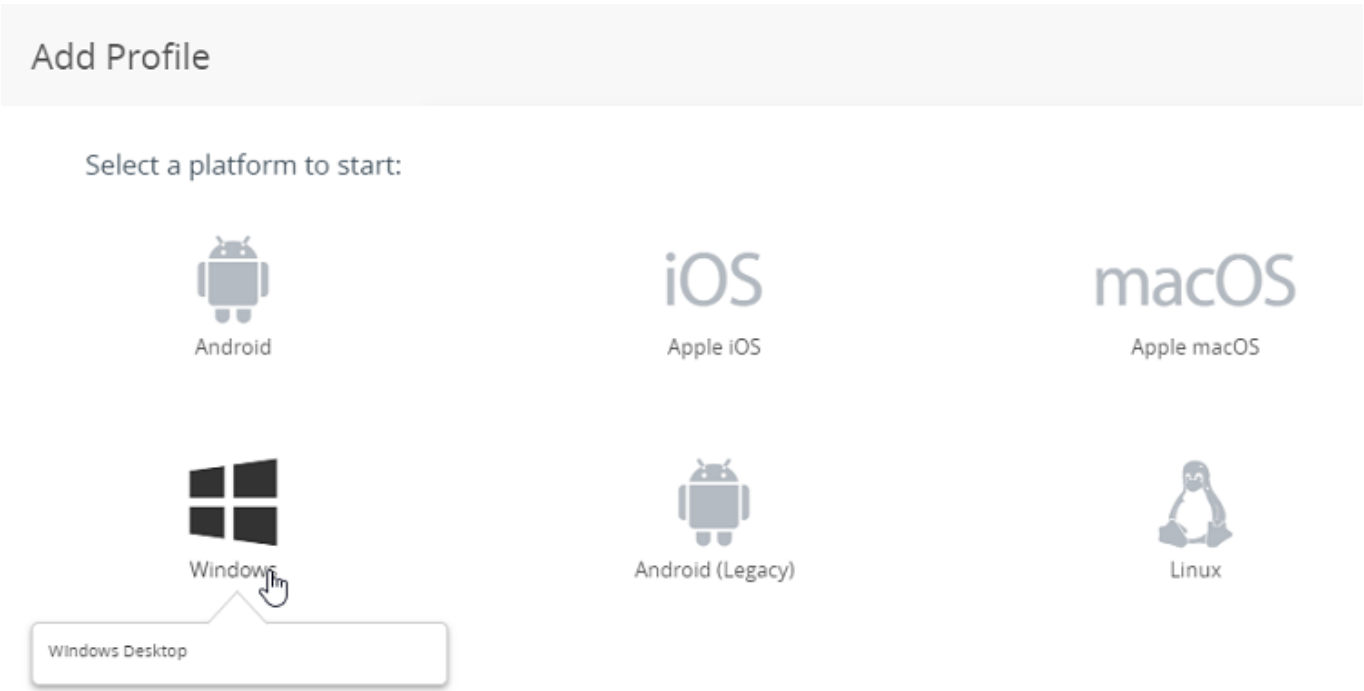 Add Profile
Select a platform to start:
iOS
macOS
Android
Apple iOS
Apple macOS
Windows
Android (Legacy)
Linux
Windows Desktop